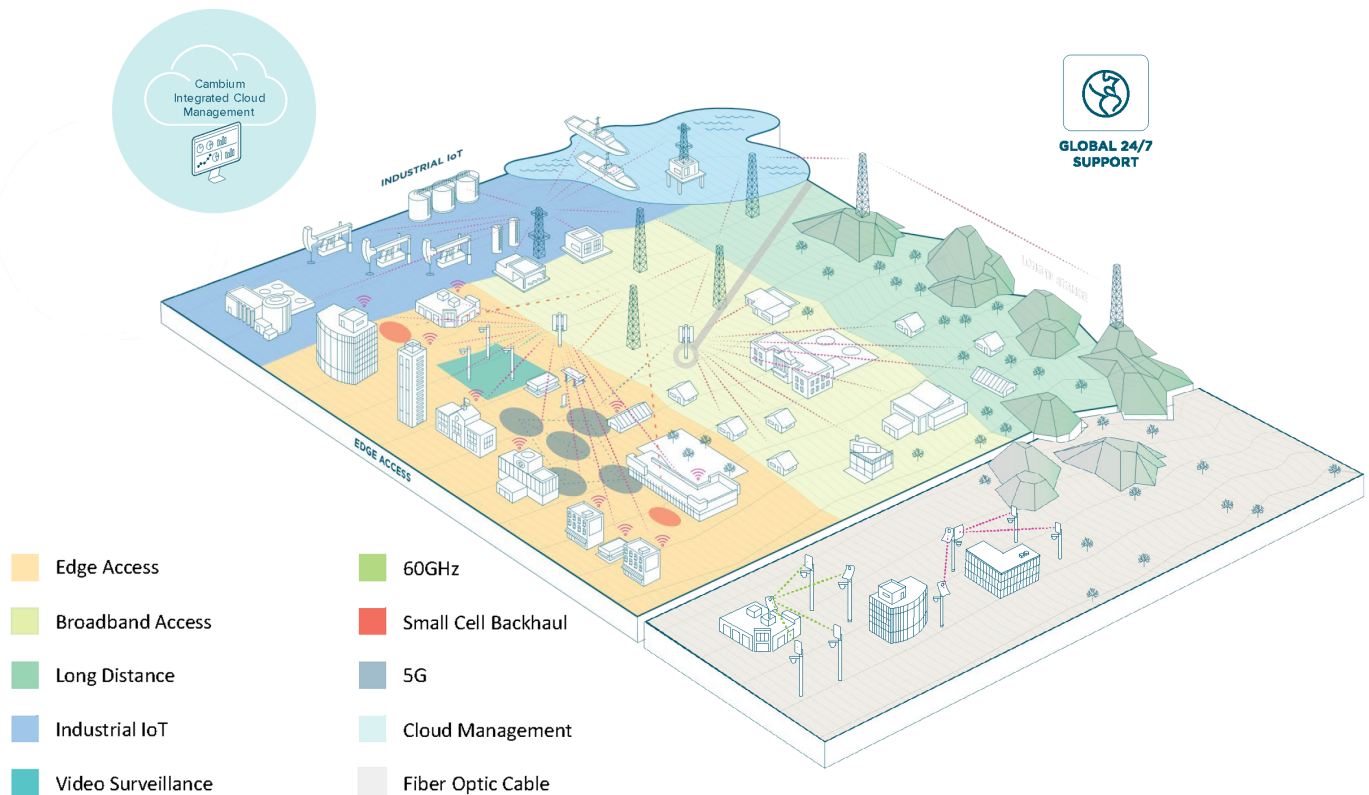 Cambium
Integrated Cloud
Management
GLOBAL 24/7
SUPPORT
INDUSTRIAL IoT
EDGE ACCESS
Edge Access
Broadband Access
Long Distance
Industrial IoT
Video Surveillance
60GHz
Small Cell Backhaul
5G
Cloud Management
Fiber Optic Cable